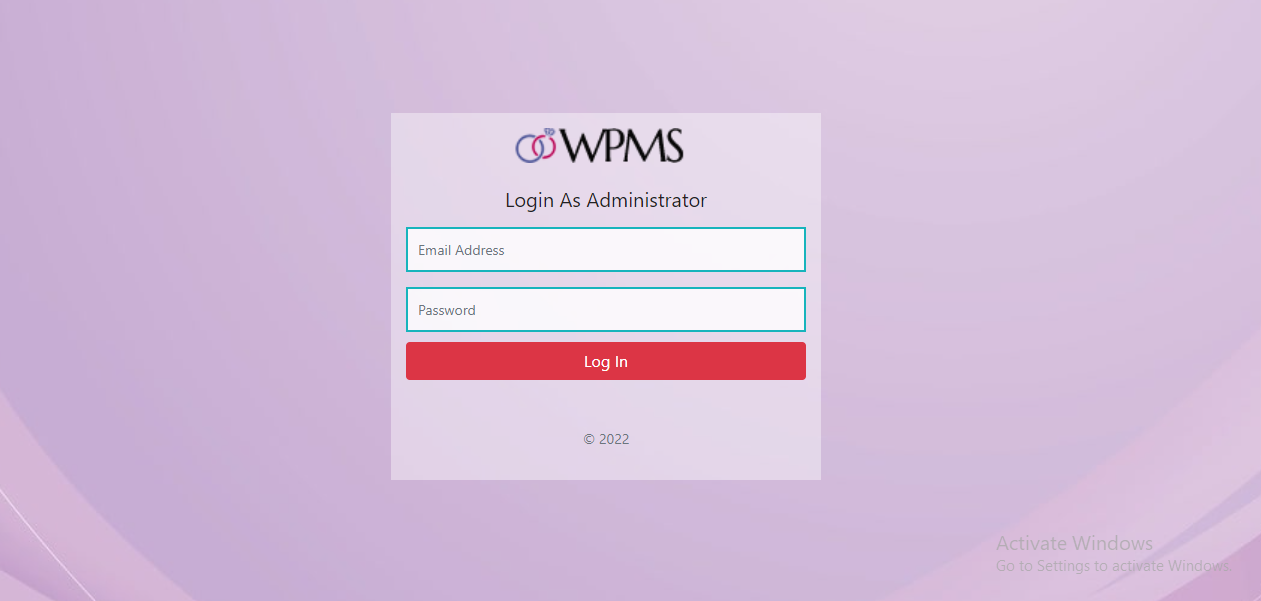 WPMS
Login As Administrator
Email Address
Password
Log In
© 2022
Activate Windows
Go to Settings to activate Windows.